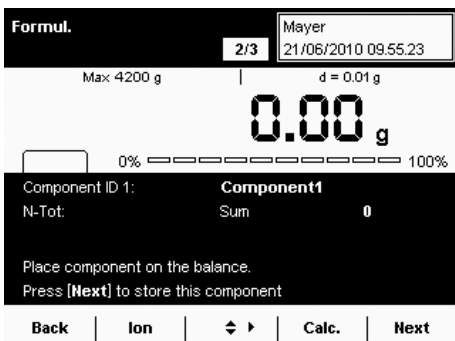 Formul.
2/3
Mayer
21/06/2010 09.55.23
Max 4200 g d = 0.01 g
0.00 g
0% 100%
Component ID 1: Component1
N-Tot: Sum 0
Place component on the balance.
Press [Next] to store this component
Back Ion Calc. Next